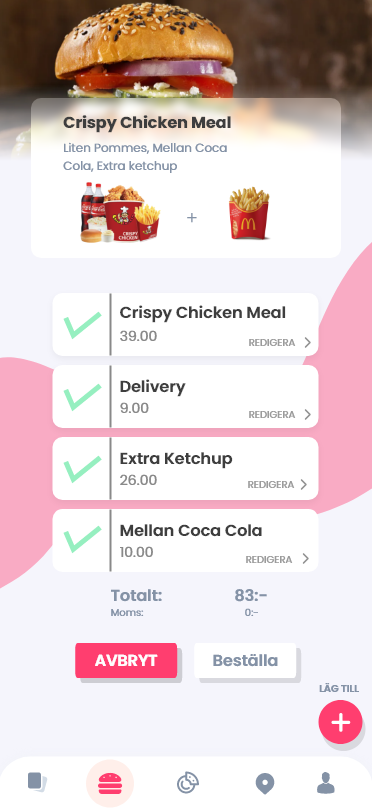 Crispy Chicken Meal
Liten Pommes, Mellan Coca
Cola, Extra ketchup
CRISPY
CHICKEN
+
Crispy Chicken Meal
39.00
REDIGERA
Delivery
9.00
REDIGERA
Extra Ketchup
26.00
REDIGERA
Mellan Coca Cola
10.00
REDIGERA
Totalt: 83:-
Moms: 0:-
AVBRYT Beställa
LÄG TILL